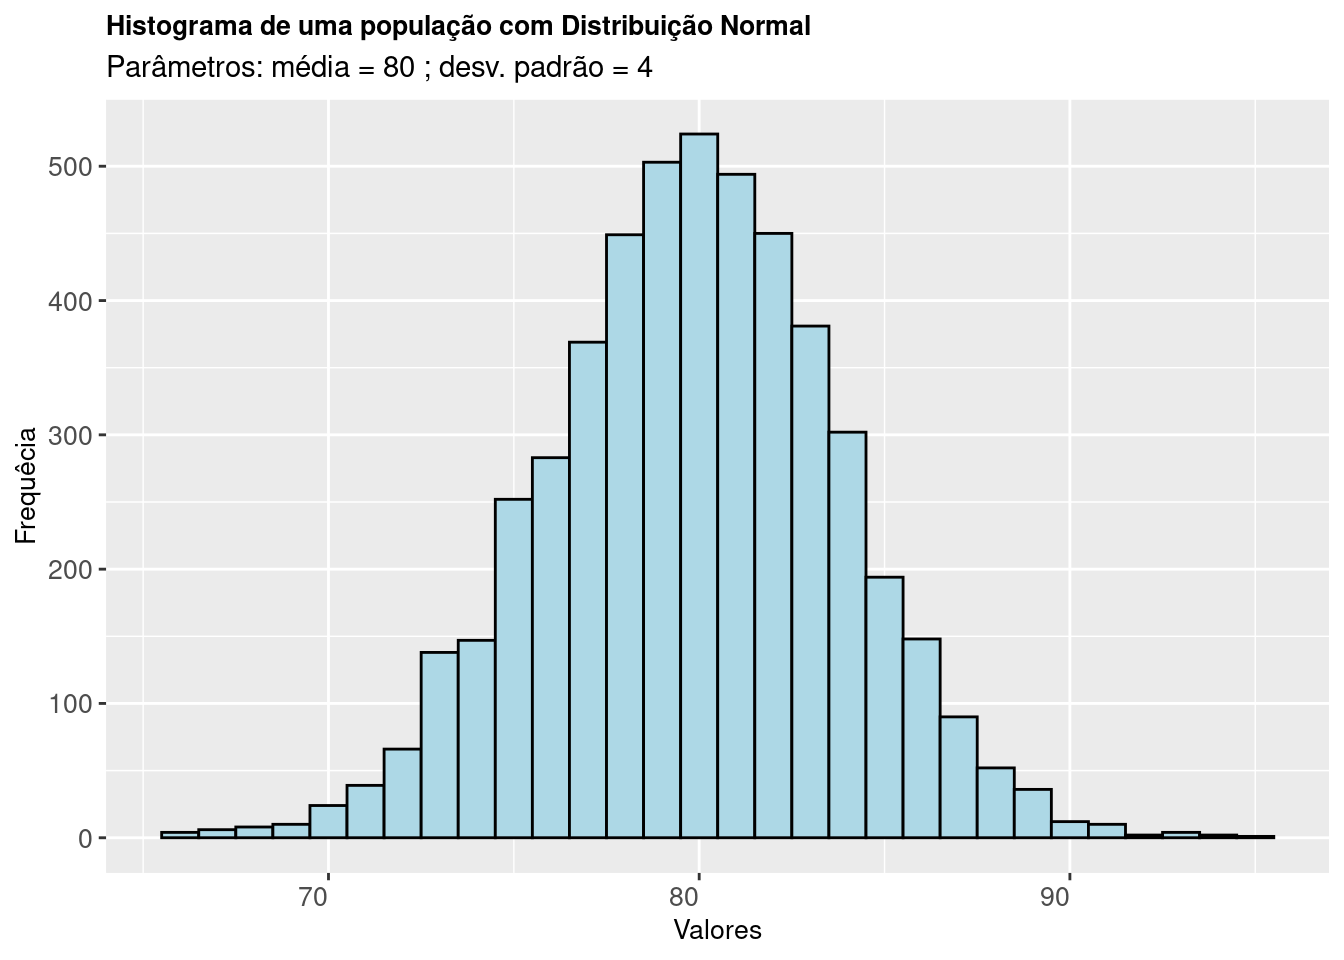 Histograma de uma população com Distribuição Normal
Parâmetros: média = 80 ; desv. padrão = 4
500
400
300
200
100
0
Frequêcia
70 80 90
Valores